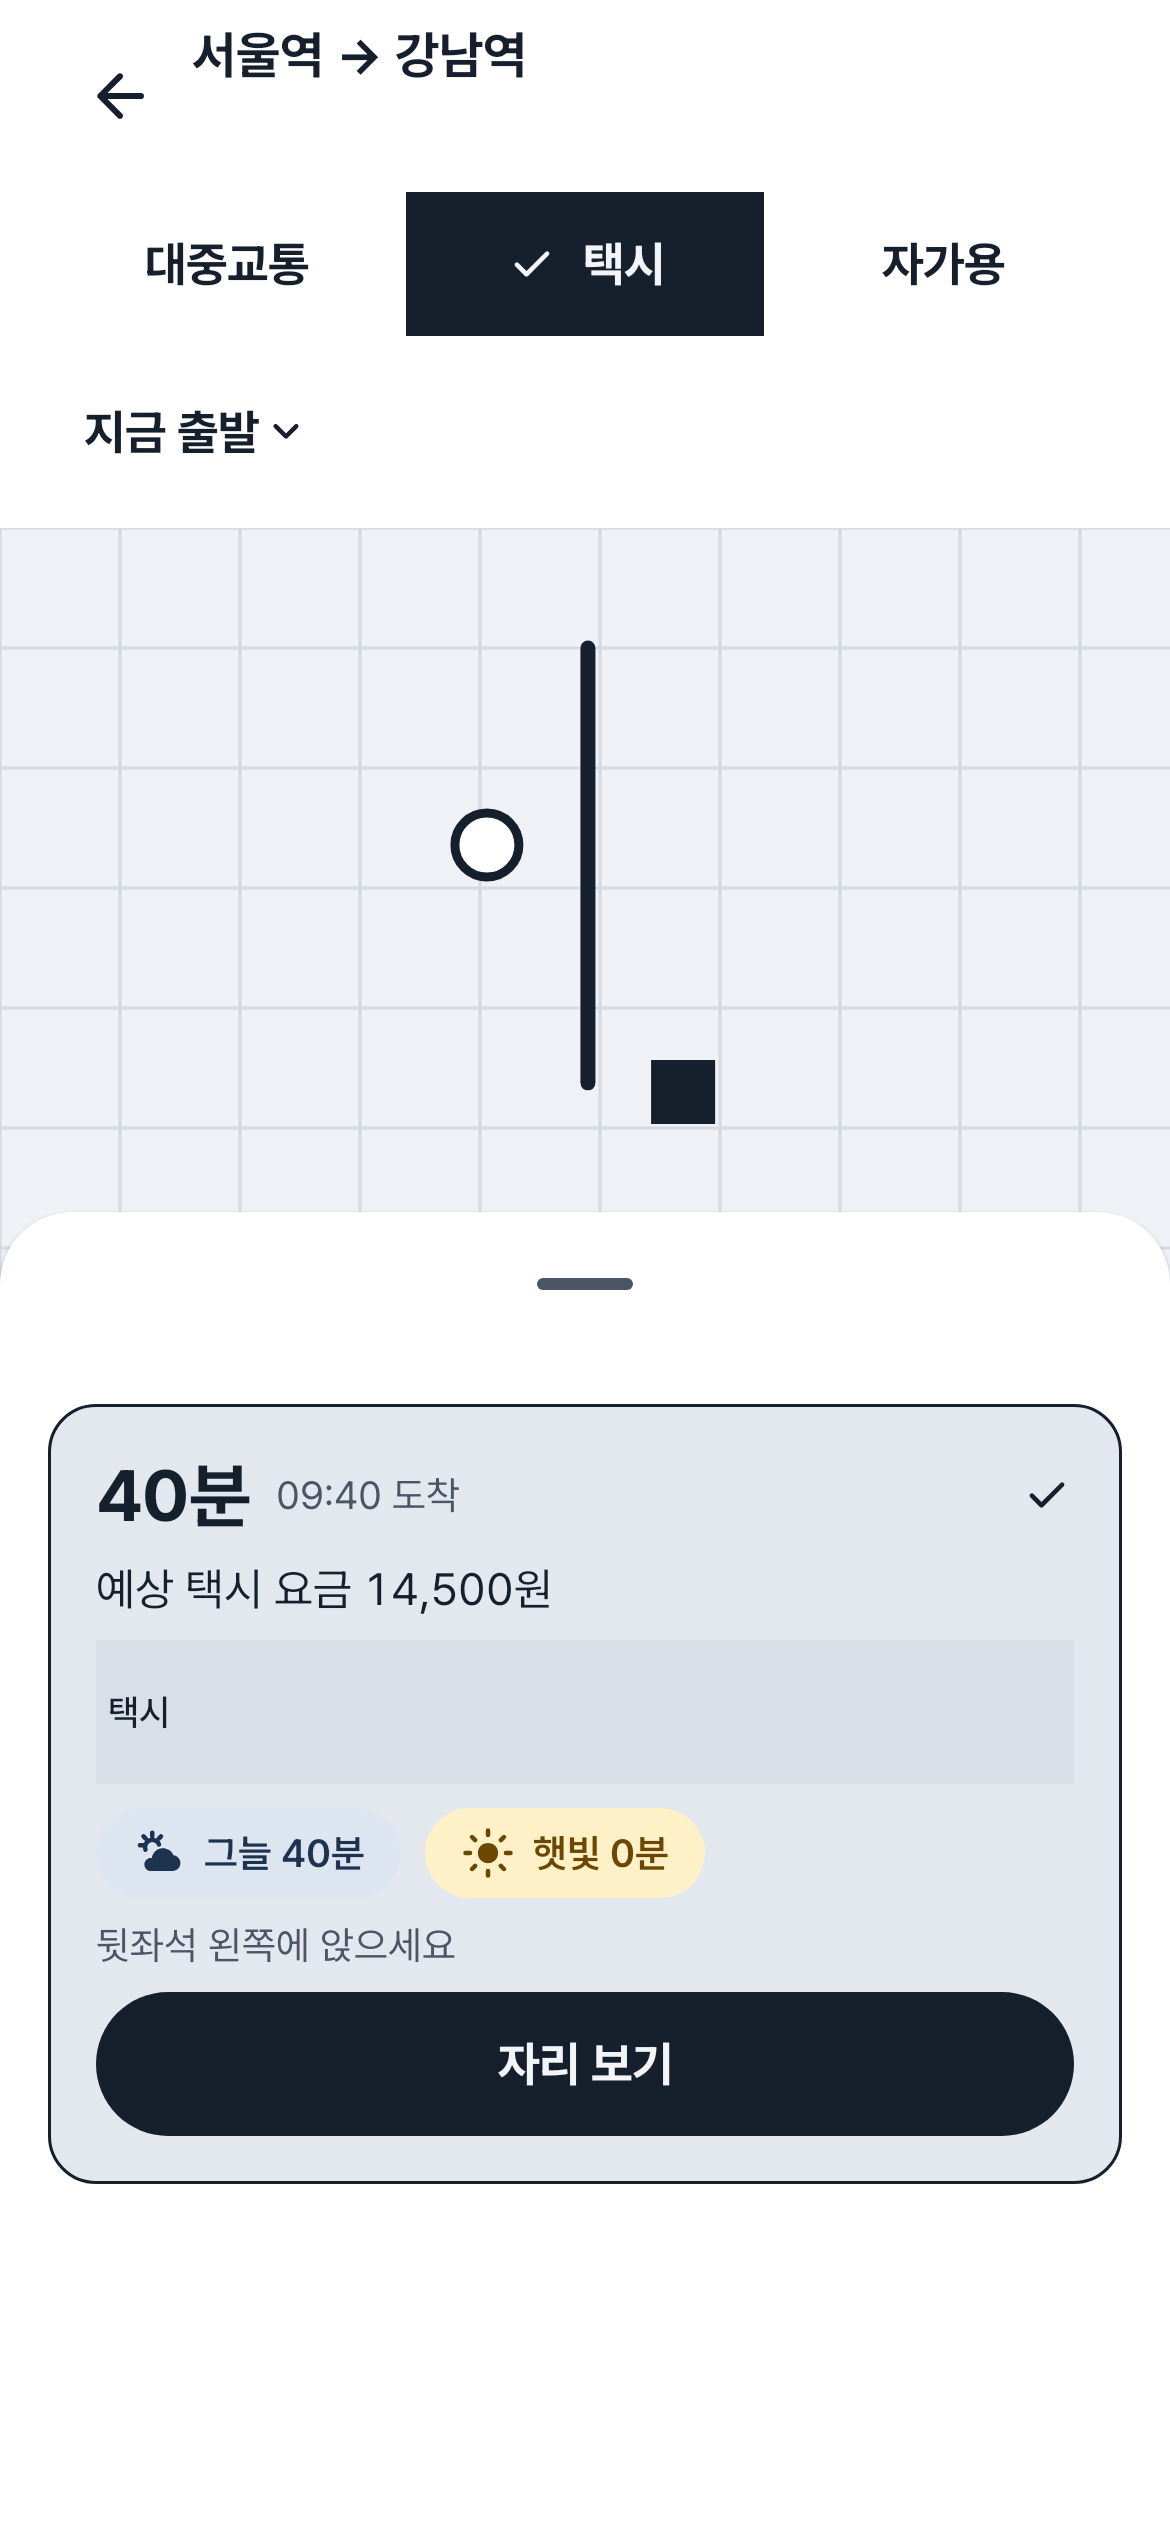 서울역 → 강남역
대중교통
택시
자가용
지금 출발
40분 09:40 도착
예상 택시 요금 14,500원
택시
그늘 40분
햇빛 0분
뒷좌석 왼쪽에 앉으세요
자리 보기